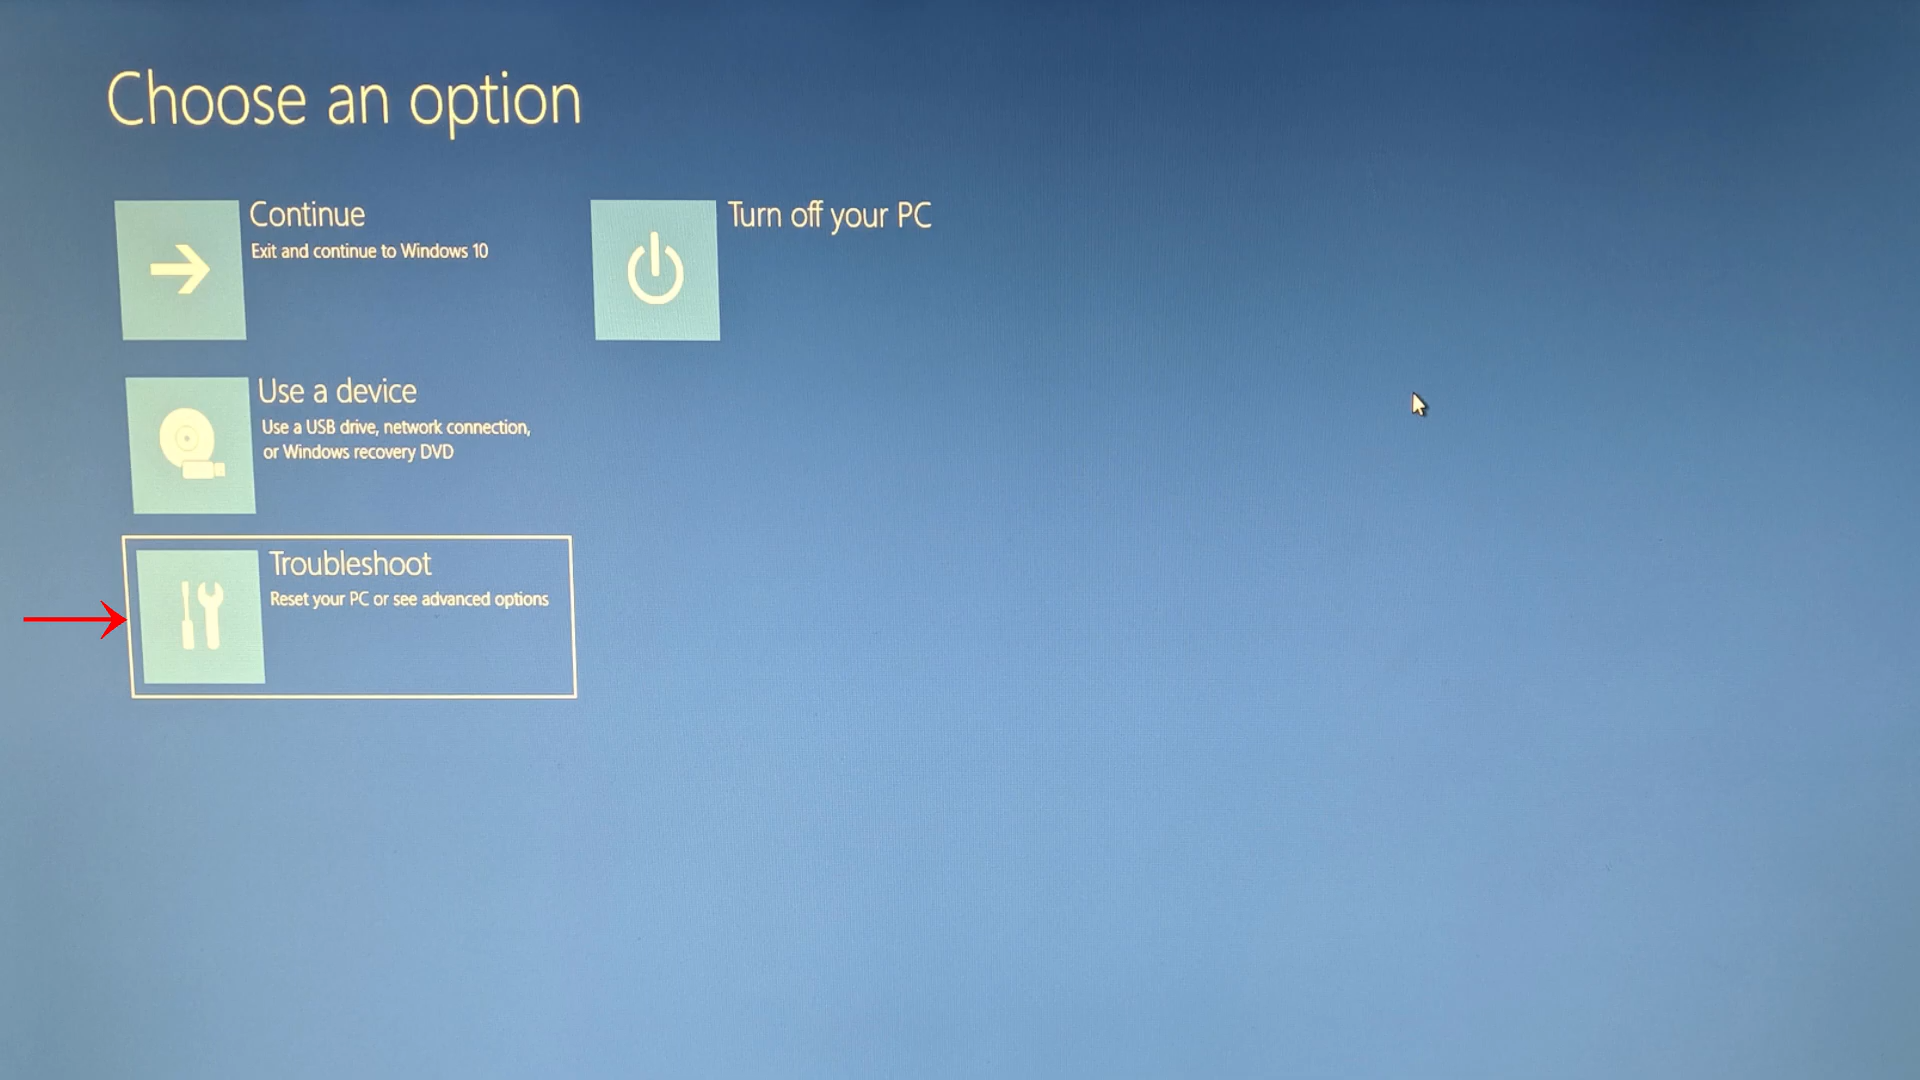 Choose an option
Continue
Exit and continue to Windows 10
Turn off your PC
Use a device
Use a USB drive, network connection,
or Windows recovery DVD
Troubleshoot
Reset your PC or see advanced options